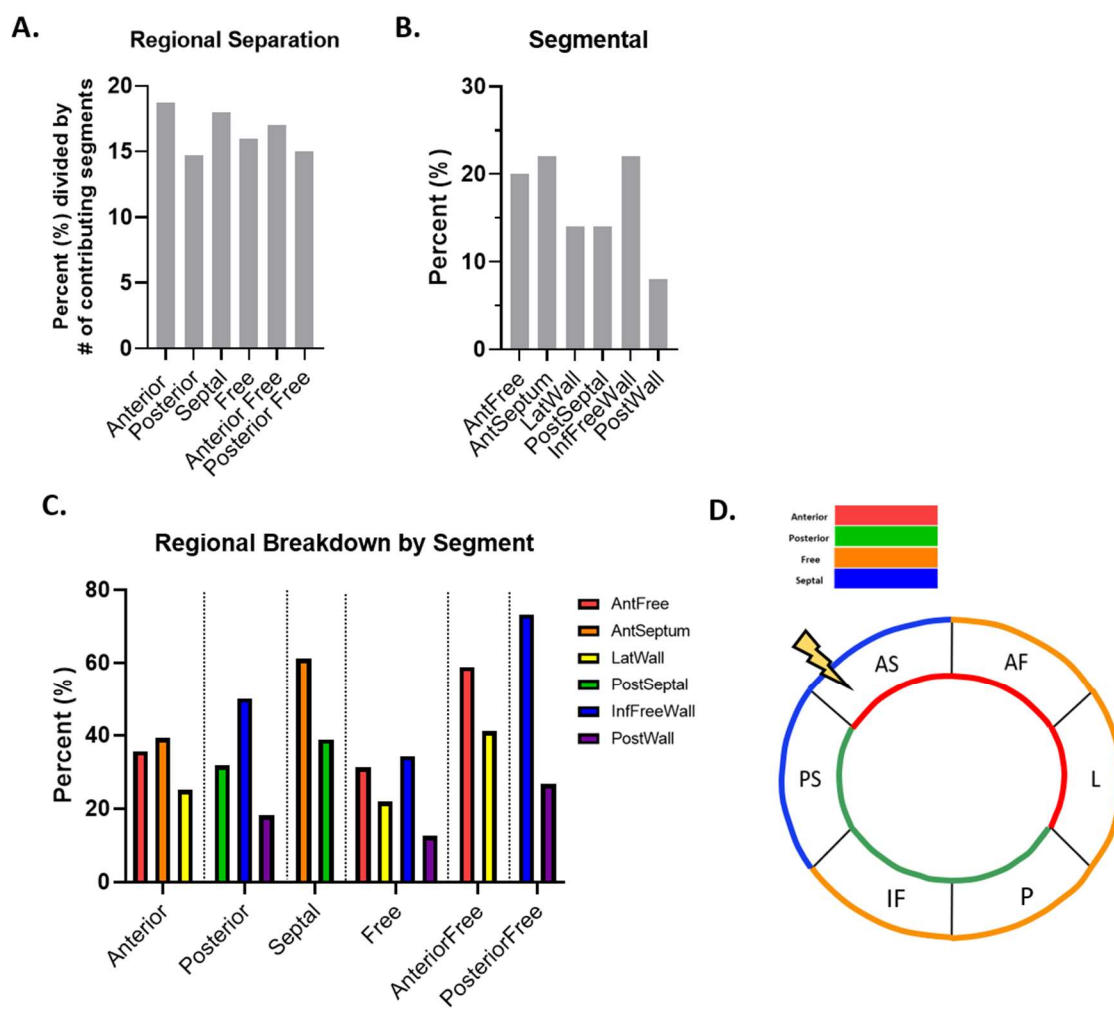 A.
Regional Separation
Percent (%) divided by
# of contributing segments
20
15
10
5
0
Anterior
Posterior
Septal
Free
Anterior Free
Posterior Free
B.
Segmental
Percent (%)
30
20
10
0
AntFree
AntSeptum
LatWall
PostSeptal
InfFreeWall
PostWall
C.
Regional Breakdown by Segment
Percent (%)
80
60
40
20
0
Anterior
Posterior
Septal
Free
AnteriorFree
PosteriorFree
AntFree
AntSeptum
LatWall
PostSeptal
InfFreeWall
PostWall
D.
Anterior
Posterior
Free
Septal
AS
AF
PS
L
IF
P